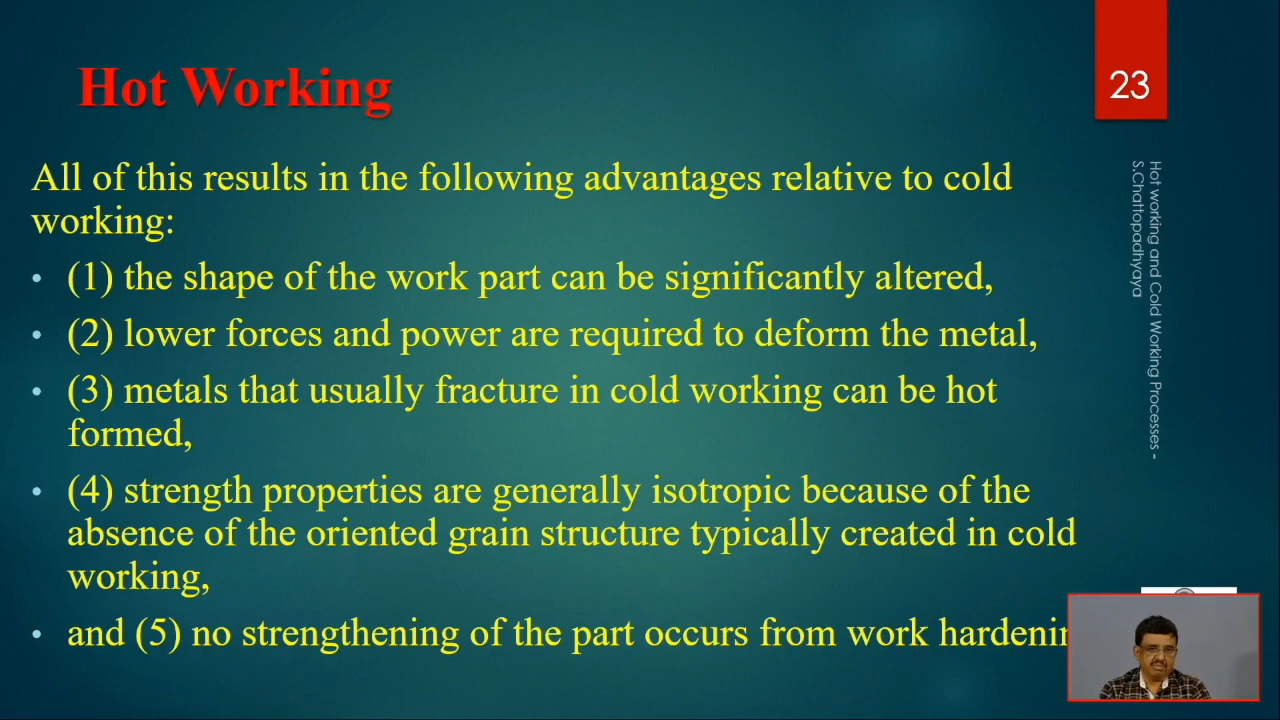 Hot Working
23
All of this results in the following advantages relative to cold
working:
• (1) the shape of the work part can be significantly altered,
• (2) lower forces and power are required to deform the metal,
• (3) metals that usually fracture in cold working can be hot
formed,
• (4) strength properties are generally isotropic because of the
absence of the oriented grain structure typically created in cold
working,
• and (5) no strengthening of the part occurs from work
Hot working and Cold Working Processes -
S.Chattopadhyaya